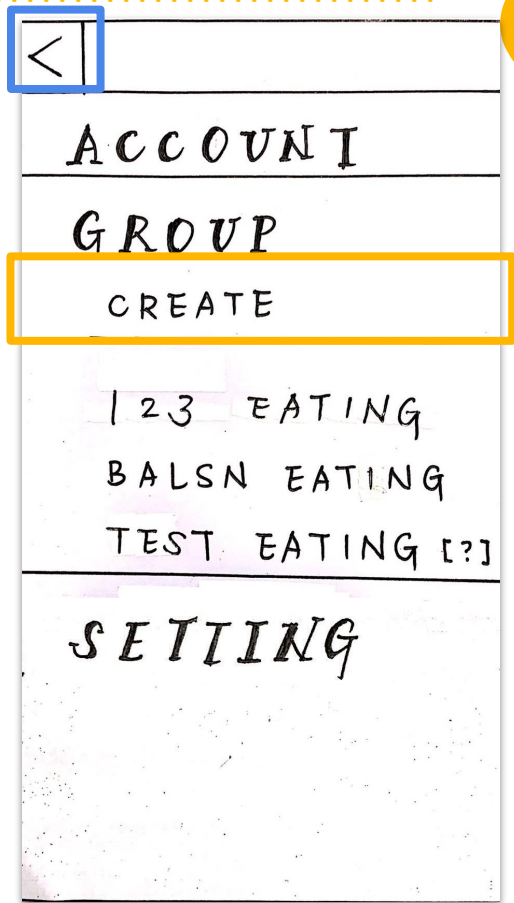 <
ACCOUNT
GROUP
CREATE
123 EATING
BALSN EATING
TEST EATING [?]
SETTING